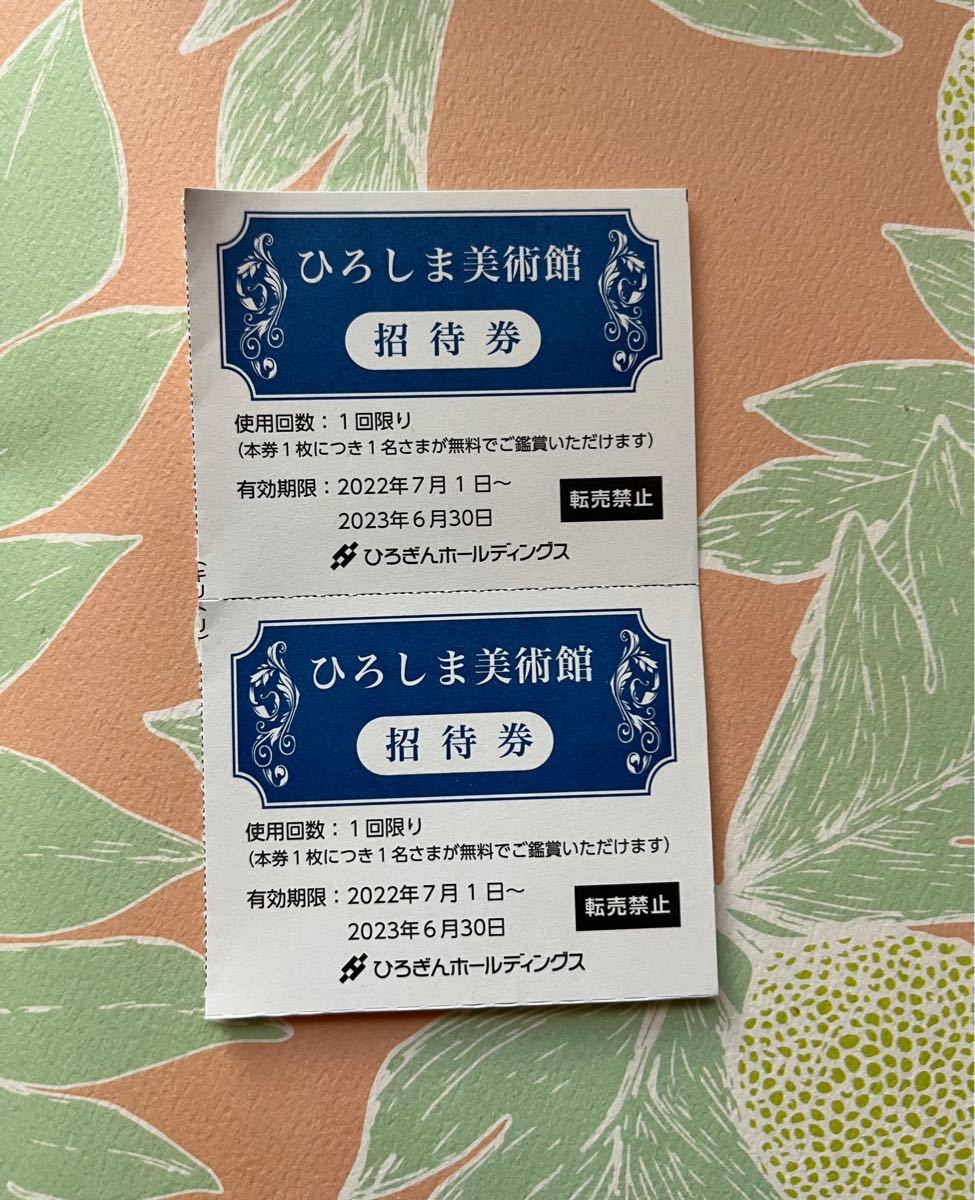 ひろしま美術館
招待券
使用回数：１回限り
（本券１枚につき１名さまが無料でご鑑賞いただけます）
有効期限：2022年７月１日～
2023年６月30日
転売禁止
ひろぎんホールディングス
（キリトリ）
ひろしま美術館
招待券
使用回数：１回限り
（本券１枚につき１名さまが無料でご鑑賞いただけます）
有効期限：2022年７月１日～
2023年６月30日
転売禁止
ひろぎんホールディングス